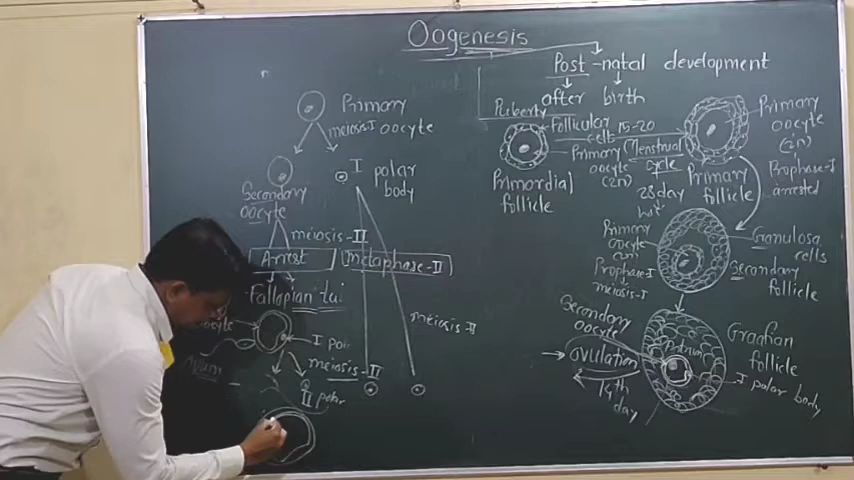 Oogenesis
Post-natal development
after birth
Puberty
Primary
oocyte
meiosis-I
I polar
body
Secondary
oocyte
meiosis-II
Arrest
metaphase-II
Fallopian
I
meiosis-II
II polar
meiosis-II
Follicular
cells
15-20
Primary
oocyte
(2n)
Menstrual
cycle
28 day
Primordial
follicle
Primary
follicle
Primary
oocyte
(2n)
Prophase-I
arrested
Primary
oocyte
Prophase-I
meiosis-I
Granulosa
cells
Secondary
follicle
Secondary
oocyte
ovulation
14th
day
Graafian
follicle
I polar body